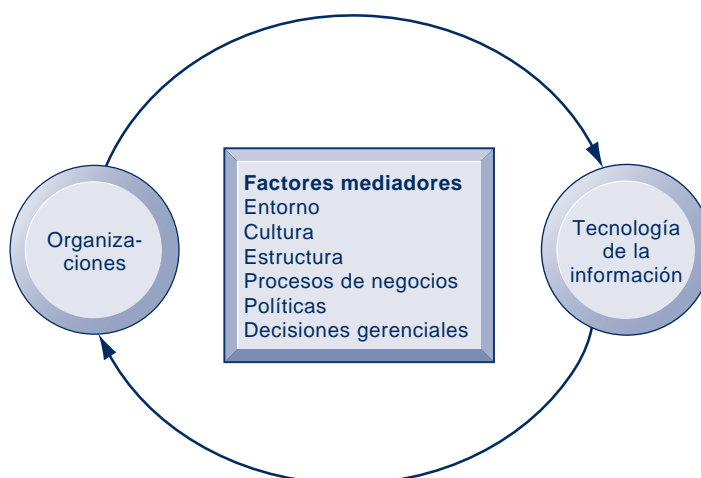 Organiza-
ciones
Factores mediadores
Entorno
Cultura
Estructura
Procesos de negocios
Políticas
Decisiones gerenciales
Tecnología
de la
información